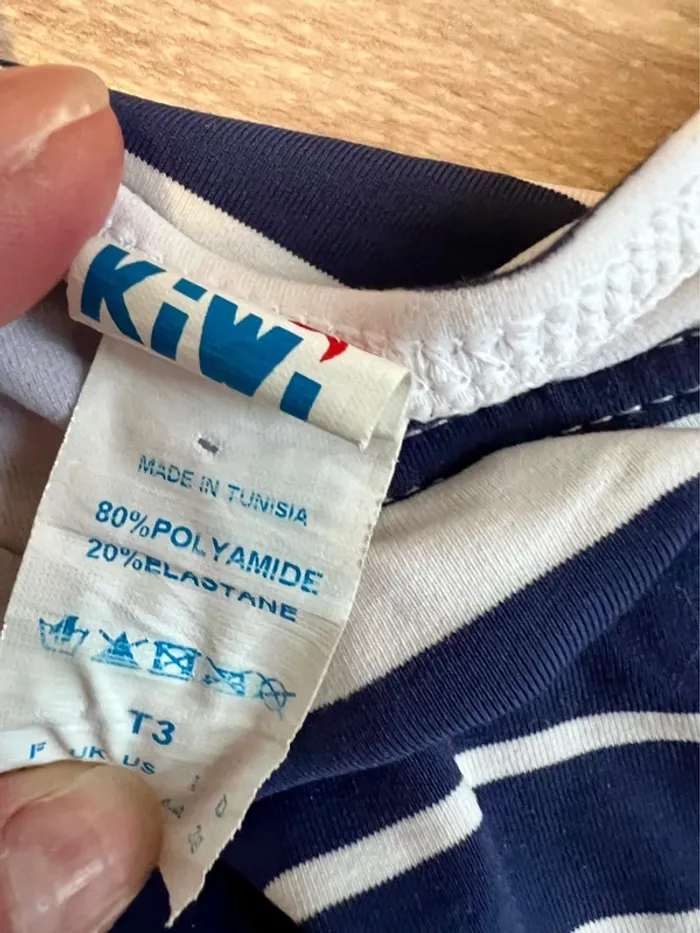 Kiwi
MADE IN TUNISIA
80%POLYAMIDE
20%ELASTANE
T3
F UK US